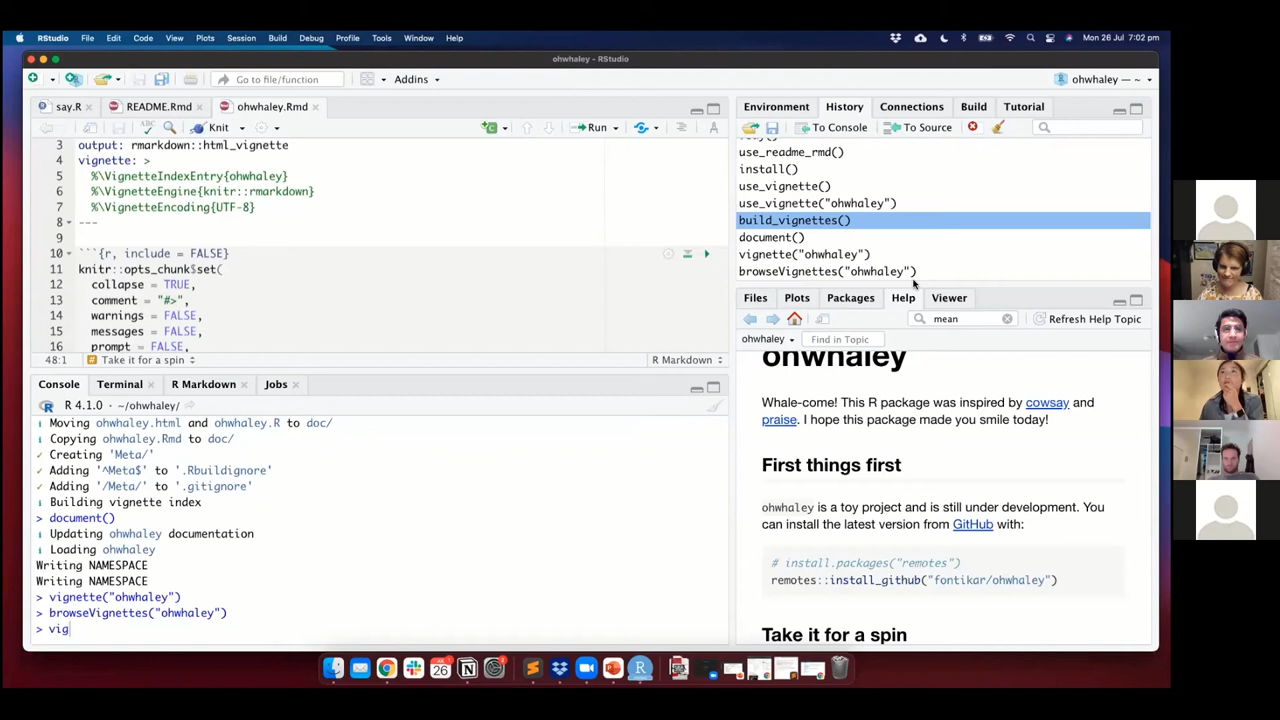 RStudio File Edit Code View Plots Session Build Debug Profile Tools Window Help Mon 26 Jul 7:02 pm
ohwhaley - RStudio
Go to file/function Addins ohwhaley — ~
say.R README.Rmd ohwhaley.Rmd
Knit Run
3 output: rmarkdown::html_vignette
4 vignette: >
5 %\VignetteIndexEntry{ohwhaley}
6 %\VignetteEngine{knitr::rmarkdown}
7 %\VignetteEncoding{UTF-8}
8 ---
9
10 ```{r, include = FALSE}
11 knitr::opts_chunk$set(
12 collapse = TRUE,
13 comment = "#>",
14 warnings = FALSE,
15 messages = FALSE,
16 prompt = FALSE,
48:1 # Take it for a spin R Markdown
Console Terminal R Markdown Jobs
R 4.1.0 · ~/ohwhaley/
i Moving ohwhaley.html and ohwhaley.R to doc/
i Copying ohwhaley.Rmd to doc/
✓ Creating 'Meta/'
✓ Adding '^Meta$' to '.Rbuildignore'
✓ Adding '/Meta/' to '.gitignore'
i Building vignette index
> document()
i Updating ohwhaley documentation
i Loading ohwhaley
Writing NAMESPACE
Writing NAMESPACE
> vignette("ohwhaley")
> browseVignettes("ohwhaley")
> vig
Environment History Connections Build Tutorial
To Console To Source
use_readme_rmd()
install()
use_vignette()
use_vignette("ohwhaley")
build_vignettes()
document()
vignette("ohwhaley")
browseVignettes("ohwhaley")
Files Plots Packages Help Viewer
mean Refresh Help Topic
ohwhaley Find in Topic
ohwhaley
Whale-come! This R package was inspired by cowsay and
praise. I hope this package made you smile today!
First things first
ohwhaley is a toy project and is still under development. You
can install the latest version from GitHub with:
# install.packages("remotes")
remotes::install_github("fontikar/ohwhaley")
Take it for a spin